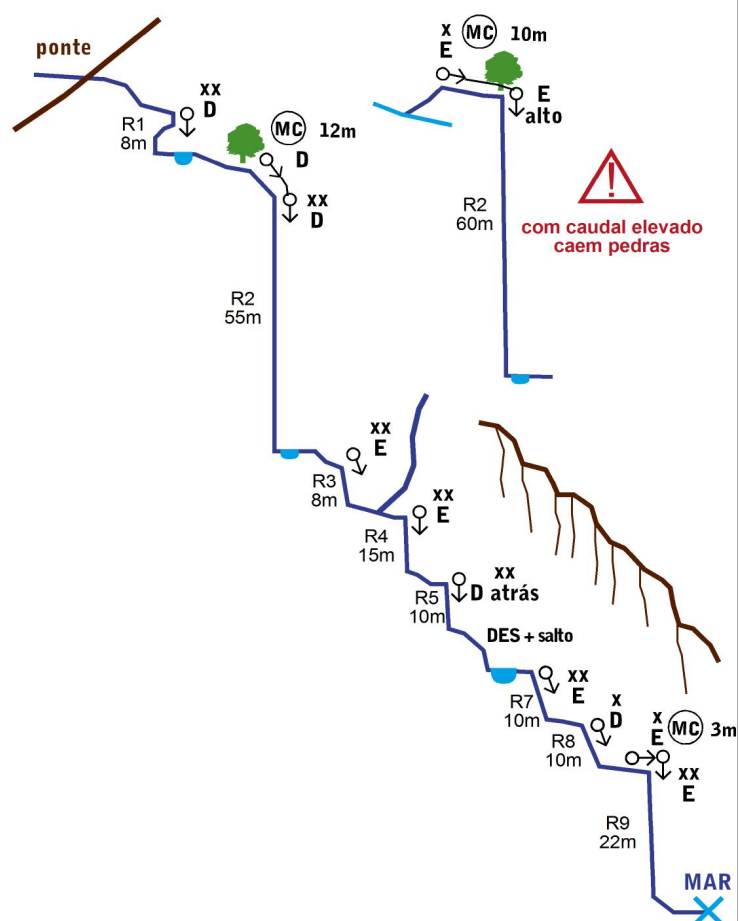 ponte
xx
D
R1
8m
MC 12m
D
xx
D
R2
55m
x
E
MC 10m
E
alto
R2
60m
!
com caudal elevado
caem pedras
xx
E
R3
8m
xx
E
R4
15m
xx
D atrás
R5
10m
DES + salto
xx
E
R7
10m
x
D
R8
10m
x
E
MC 3m
xx
E
R9
22m
MAR